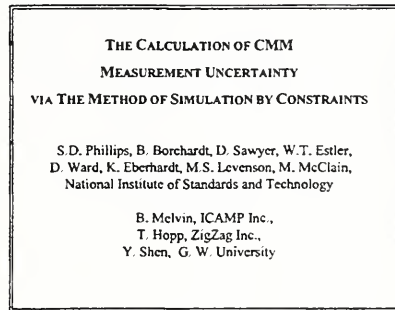 THE CALCULATION OF CMM
MEASUREMENT UNCERTAINTY
VIA THE METHOD OF SIMULATION BY CONSTRAINTS
S.D. Phillips, B. Borchardt, D. Sawyer, W.T. Estler,
D. Ward, K. Eberhardt, M.S. Levenson, M. McClain,
National Institute of Standards and Technology
B. Melvin, ICAMP Inc.,
T. Hopp, ZigZag Inc.,
Y. Shen, G. W. University